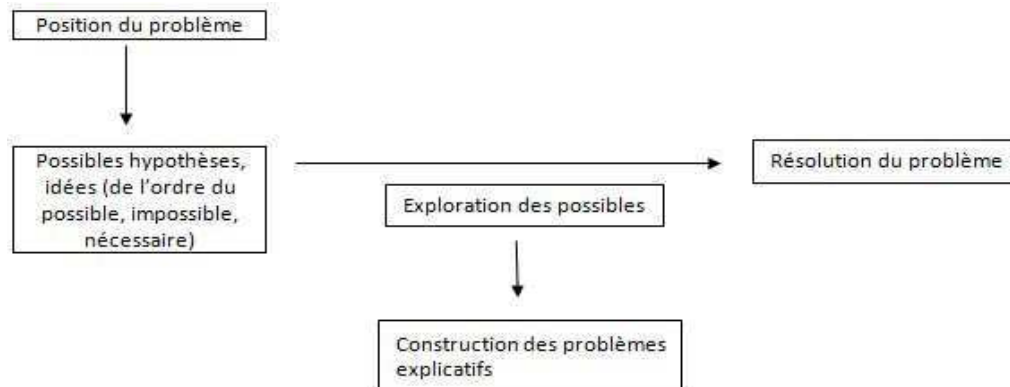 Position du problème
Possibles hypothèses,
idées (de l'ordre du
possible, impossible,
nécessaire)
Résolution du problème
Exploration des possibles
Construction des problèmes
explicatifs